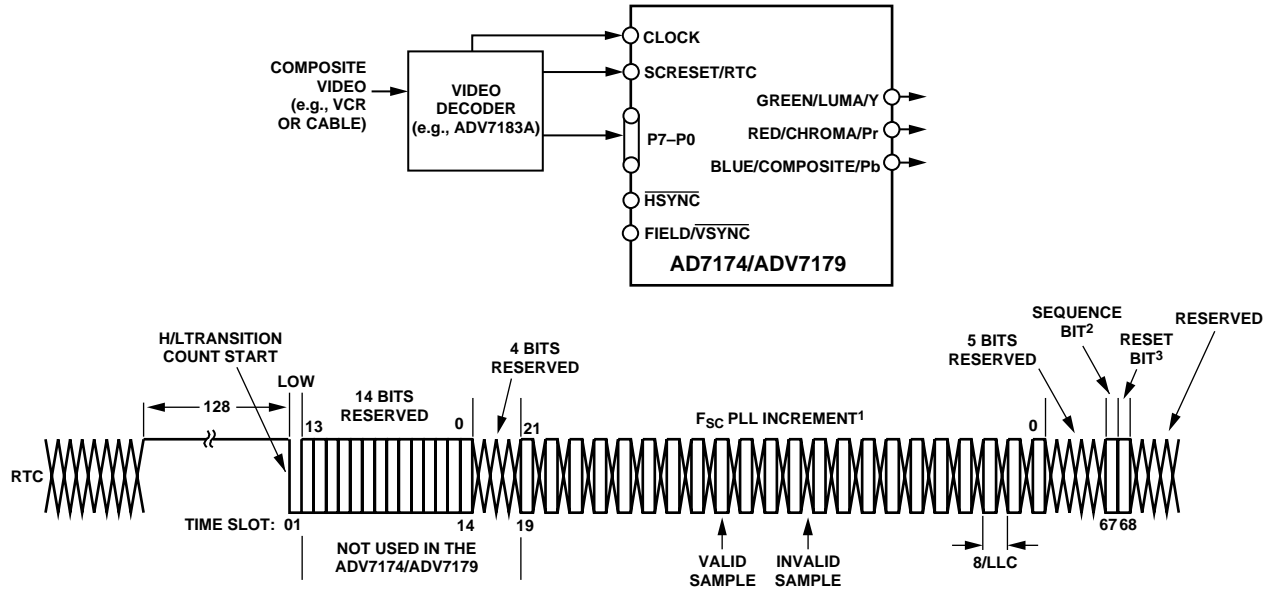 COMPOSITE
VIDEO
(e.g., VCR
OR CABLE)
VIDEO
DECODER
(e.g., ADV7183A)
CLOCK
SCRESET/RTC
P7–P0
HSYNC
FIELD/VSYNC
GREEN/LUMA/Y
RED/CHROMA/Pr
BLUE/COMPOSITE/Pb
AD7174/ADV7179
H/LTRANSITION
COUNT START
LOW
128
13
14 BITS
RESERVED
0
4 BITS
RESERVED
21
FSC PLL INCREMENT1
0
5 BITS
RESERVED
SEQUENCE
BIT2
RESET
BIT3
RESERVED
RTC
TIME SLOT: 01
14
19
67 68
NOT USED IN THE
ADV7174/ADV7179
VALID
SAMPLE
INVALID
SAMPLE
8/LLC